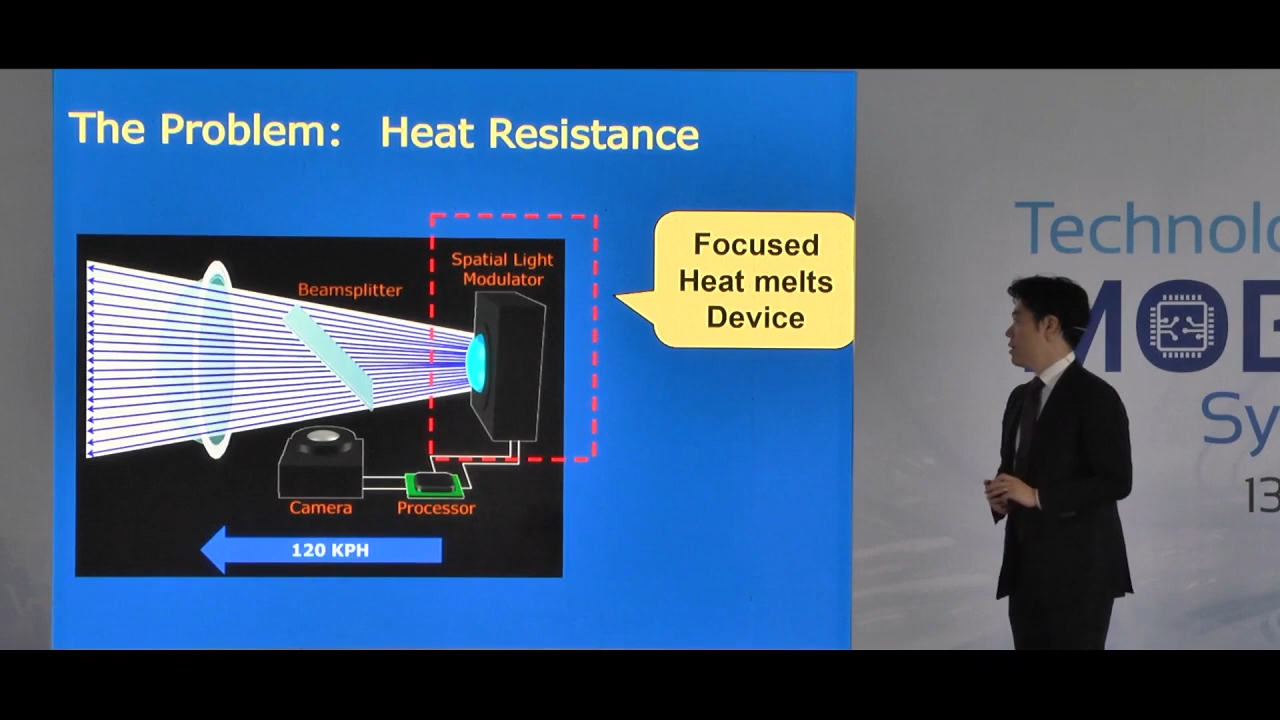 The Problem: Heat Resistance
Spatial Light
Modulator
Beamsplitter
Focused
Heat melts
Device
Camera
Processor
120 KPH
Technolo
MOB
Sy
13